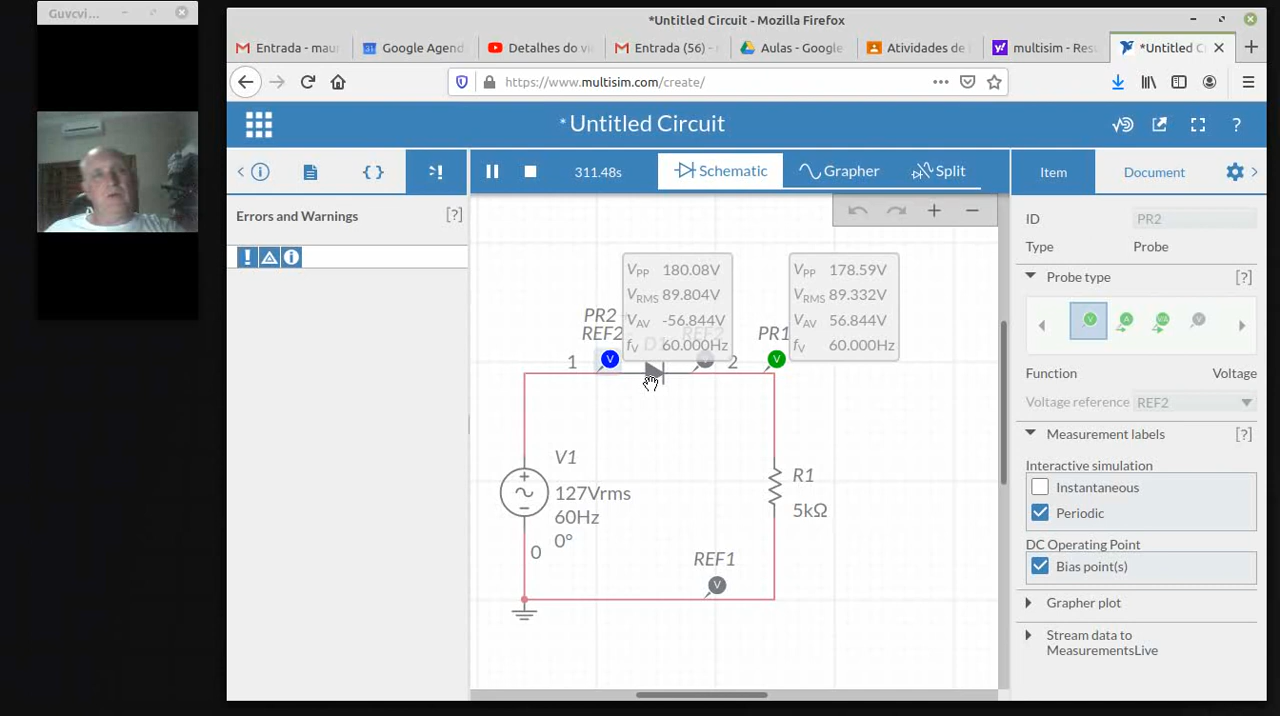 Guvcvi...
*Untitled Circuit - Mozilla Firefox
M Entrada - mau
Google Agend
Detalhes do ví
Entrada (56) -
Aulas - Google
Atividades de
multisim - Res
*Untitled C
https://www.multisim.com/create/
* Untitled Circuit
311.48s
Schematic
Grapher
Split
Item
Document
Errors and Warnings
[?]
ID PR2
Type Probe
Probe type [?]
Function Voltage
Voltage reference REF2
Measurement labels [?]
Interactive simulation
Instantaneous
Periodic
DC Operating Point
Bias point(s)
Grapher plot
Stream data to
MeasurementsLive
VPP 180.08V
VRMS 89.804V
VAV -56.844V
fV 60.000Hz
VPP 178.59V
VRMS 89.332V
VAV 56.844V
fV 60.000Hz
PR2
REF2
PR1
1
2
V
V
V1
127Vrms
60Hz
0°
0
R1
5kΩ
REF1
V